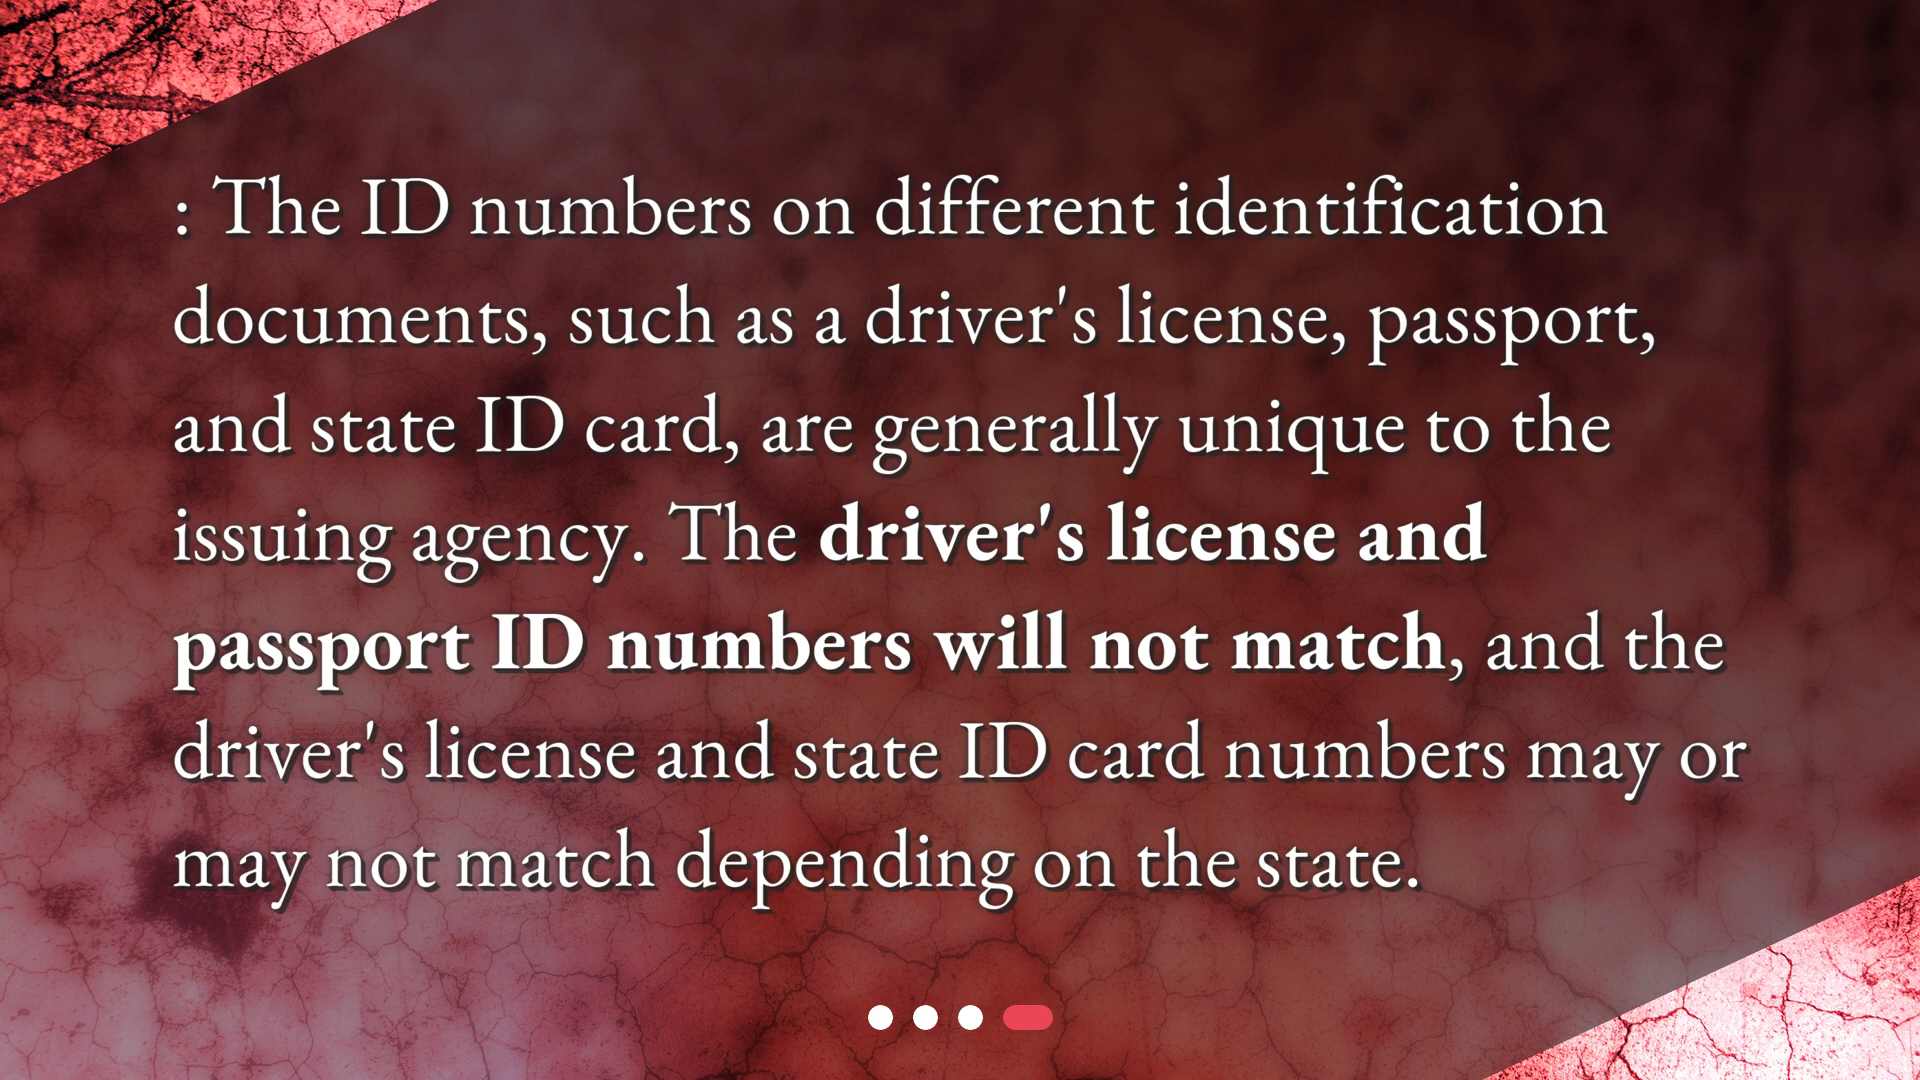 : The ID numbers on different identification
documents, such as a driver's license, passport,
and state ID card, are generally unique to the
issuing agency. The driver's license and
passport ID numbers will not match, and the
driver's license and state ID card numbers may or
may not match depending on the state.